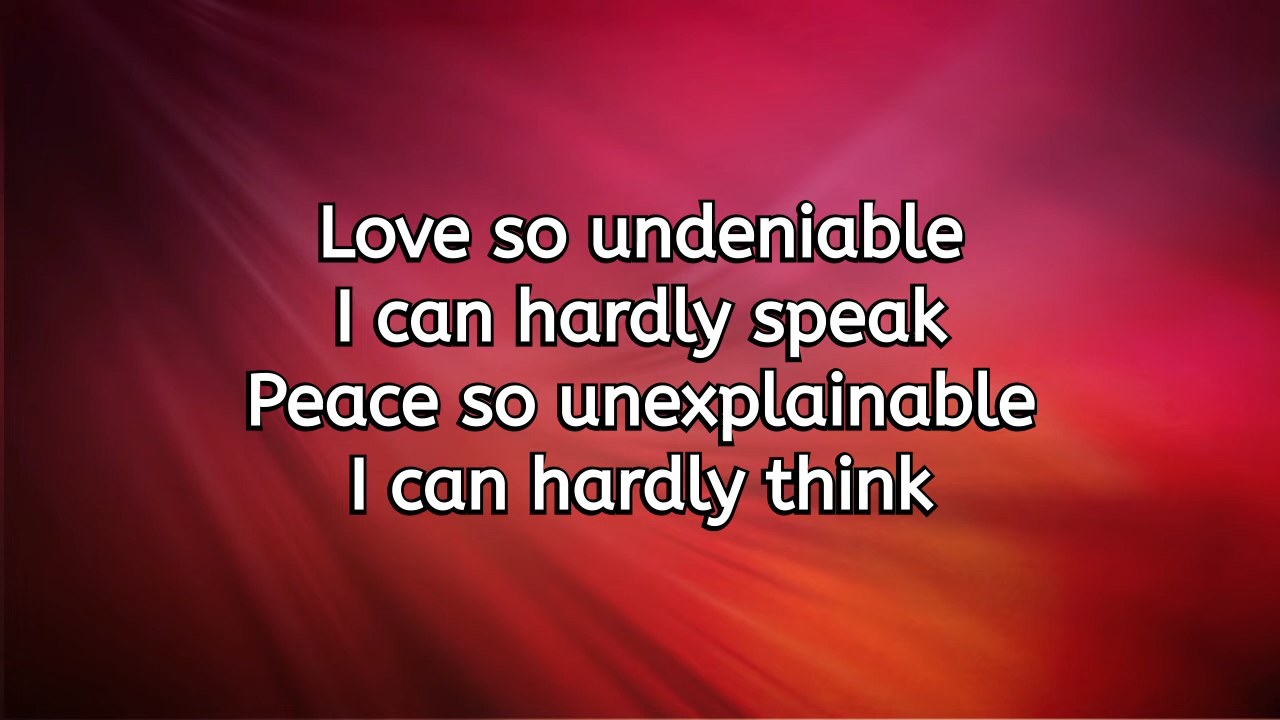 Love so undeniable
I can hardly speak
Peace so unexplainable
I can hardly think